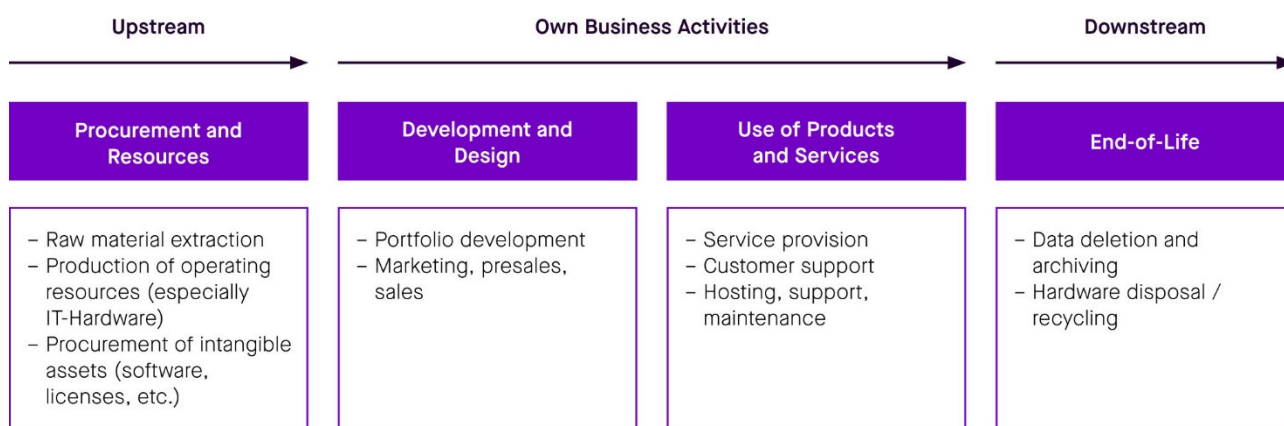 Upstream
Own Business Activities
Downstream
Procurement and
Resources
Development and
Design
Use of Products
and Services
End-of-Life
– Raw material extraction
– Production of operating
resources (especially
IT-Hardware)
– Procurement of intangible
assets (software,
licenses, etc.)
– Portfolio development
– Marketing, presales,
sales
– Service provision
– Customer support
– Hosting, support,
maintenance
– Data deletion and
archiving
– Hardware disposal /
recycling